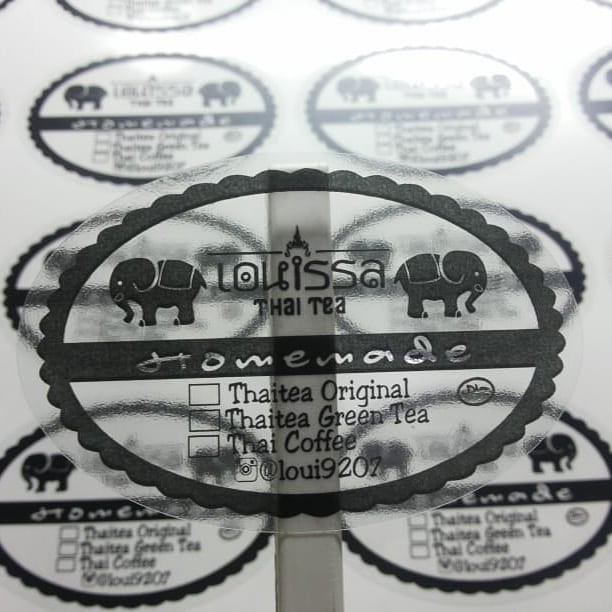 Louissa
THAI TEA
Homemade
Thaitea Original
Thaitea Green Tea
Thai Coffee
@loui9207